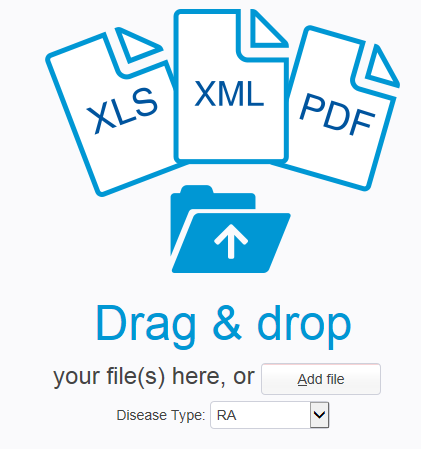 XLS
XML
PDF
Drag & drop
your file(s) here, or Add file
Disease Type: RA